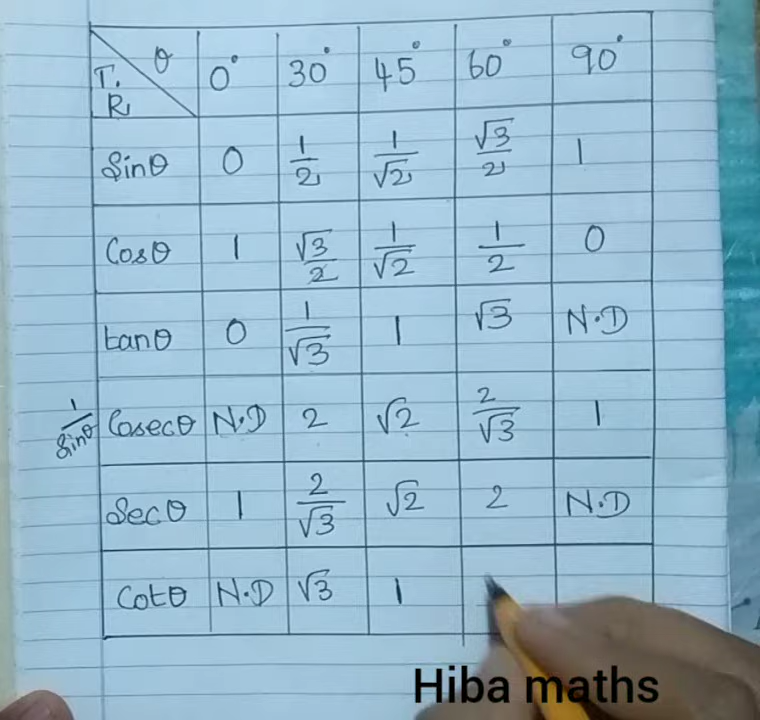 θ
T.
R
0° 30° 45° 60° 90°
Sinθ 0 1/2 1/√2 √3/2 1
Cosθ 1 √3/2 1/√2 1/2 0
tanθ 0 1/√3 1 √3 N.D
1/Sinθ Cosecθ N.D 2 √2 2/√3 1
Secθ 1 2/√3 √2 2 N.D
Cotθ N.D √3 1
Hiba maths